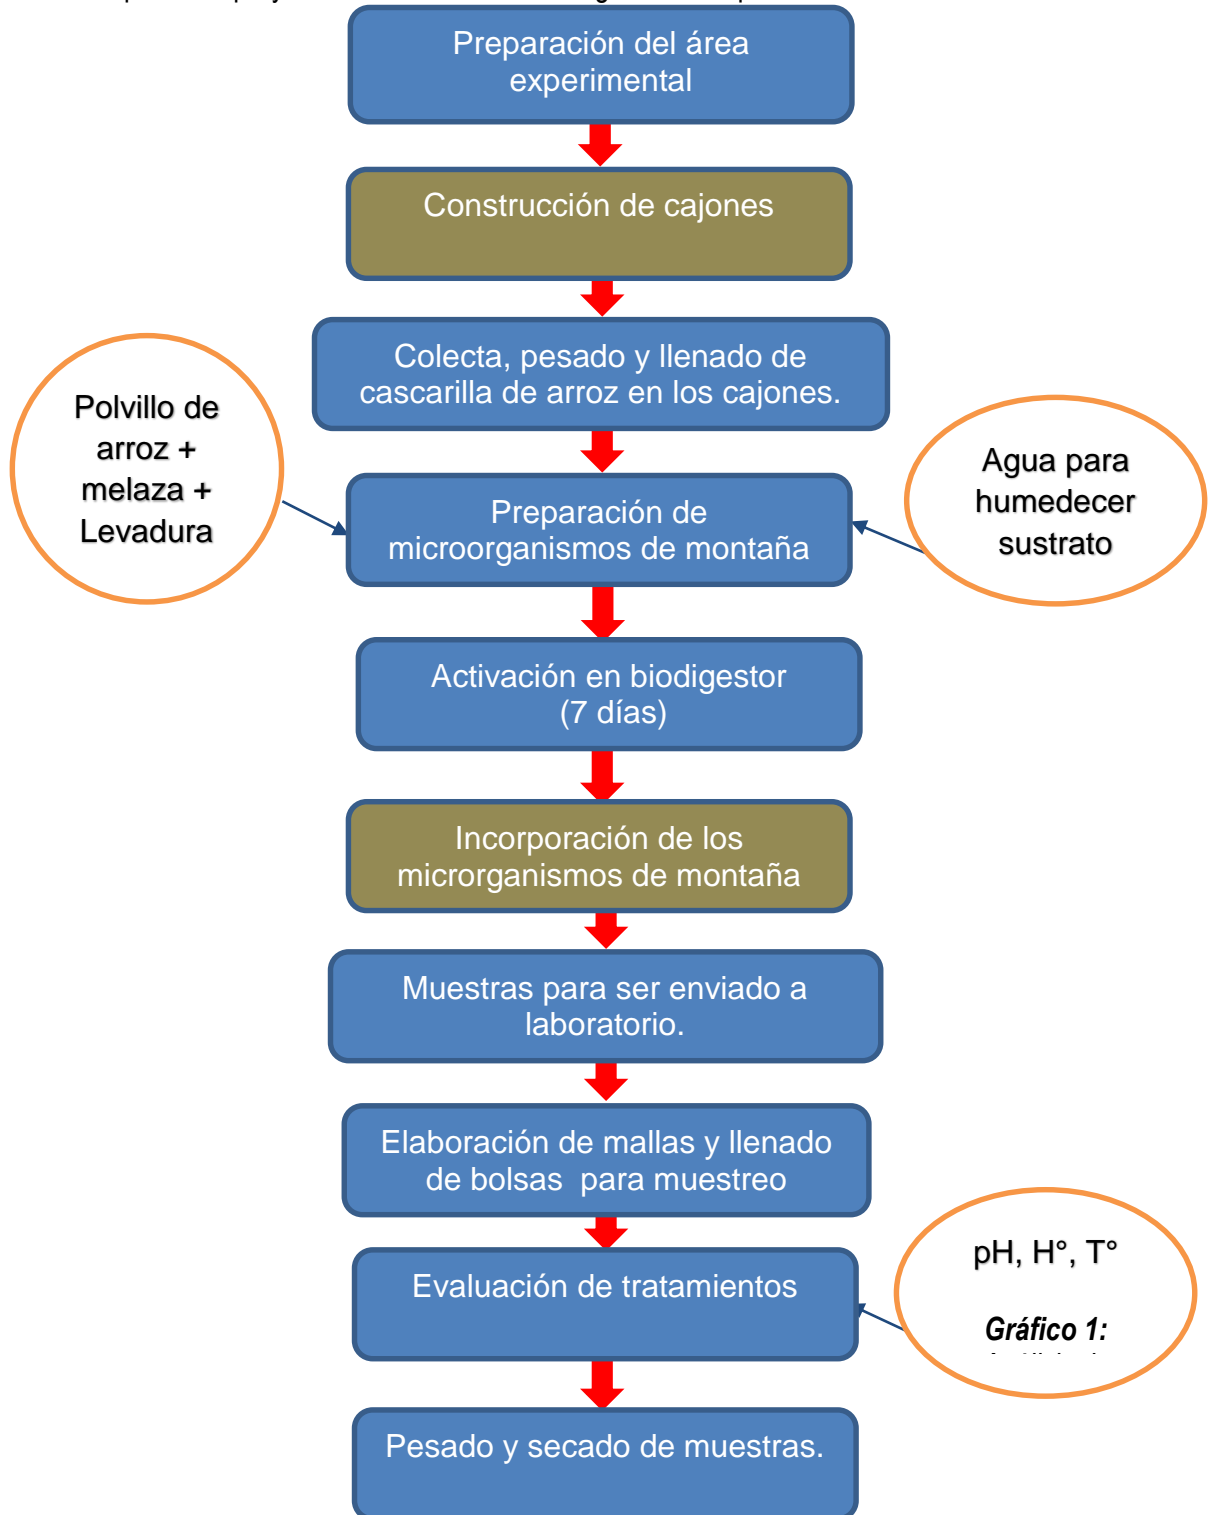 Preparación del área
experimental
Construcción de cajones
Colecta, pesado y llenado de
cascarilla de arroz en los cajones.
Polvillo de
arroz +
melaza +
Levadura
Agua para
humedecer
sustrato
Preparación de
microorganismos de montaña
Activación en biodigestor
(7 días)
Incorporación de los
microrganismos de montaña
Muestras para ser enviado a
laboratorio.
Elaboración de mallas y llenado
de bolsas para muestreo
pH, H°, T°
Gráfico 1:
Evaluación de tratamientos
Pesado y secado de muestras.